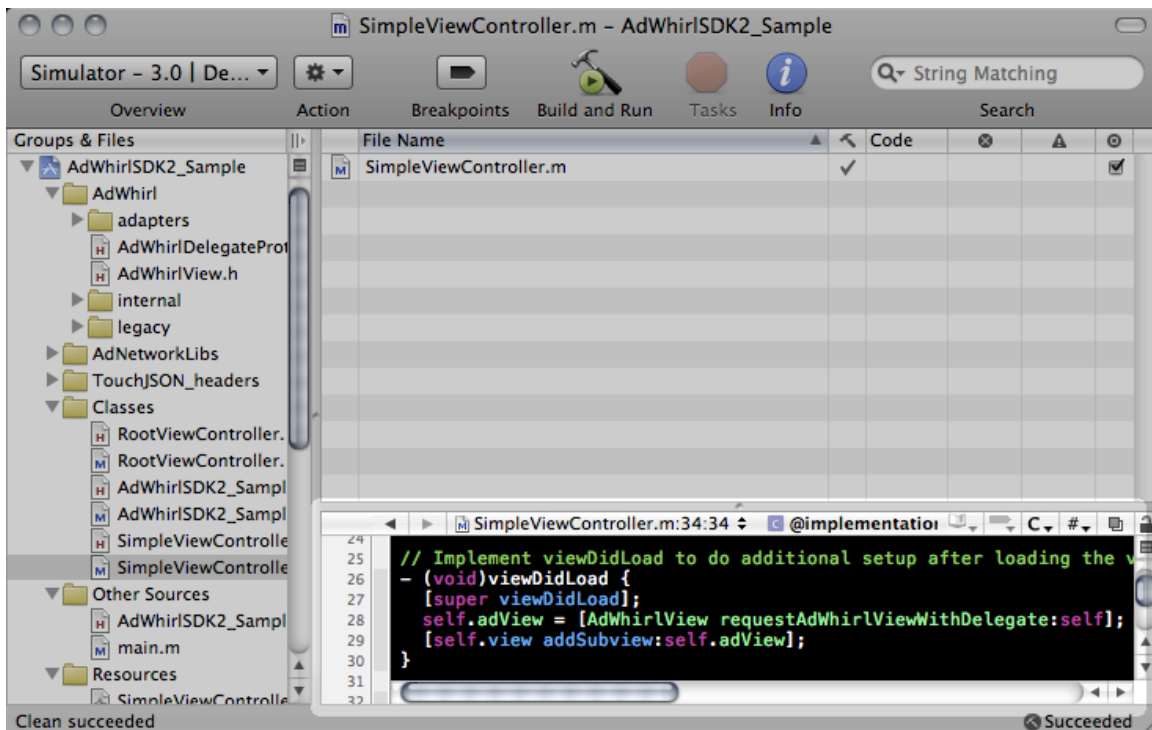 SimpleViewController.m – AdWhirlSDK2_Sample
Simulator – 3.0 | De...
String Matching
Overview Action Breakpoints Build and Run Tasks Info Search
Groups & Files
File Name Code
AdWhirlSDK2_Sample
SimpleViewController.m
AdWhirl
adapters
AdWhirlDelegateProt
AdWhirlView.h
internal
legacy
AdNetworkLibs
TouchJSON_headers
Classes
RootViewController.
RootViewController.
AdWhirlSDK2_Sampl
AdWhirlSDK2_Sampl
SimpleViewControlle
SimpleViewControlle
Other Sources
AdWhirlSDK2_Sampl
main.m
Resources
SimpleViewControlle
SimpleViewController.m:34:34 @implementation C #
24
25 // Implement viewDidLoad to do additional setup after loading the v
26 - (void)viewDidLoad {
27 [super viewDidLoad];
28 self.adView = [AdWhirlView requestAdWhirlViewWithDelegate:self];
29 [self.view addSubview:self.adView];
30 }
31
32
Clean succeeded
Succeeded